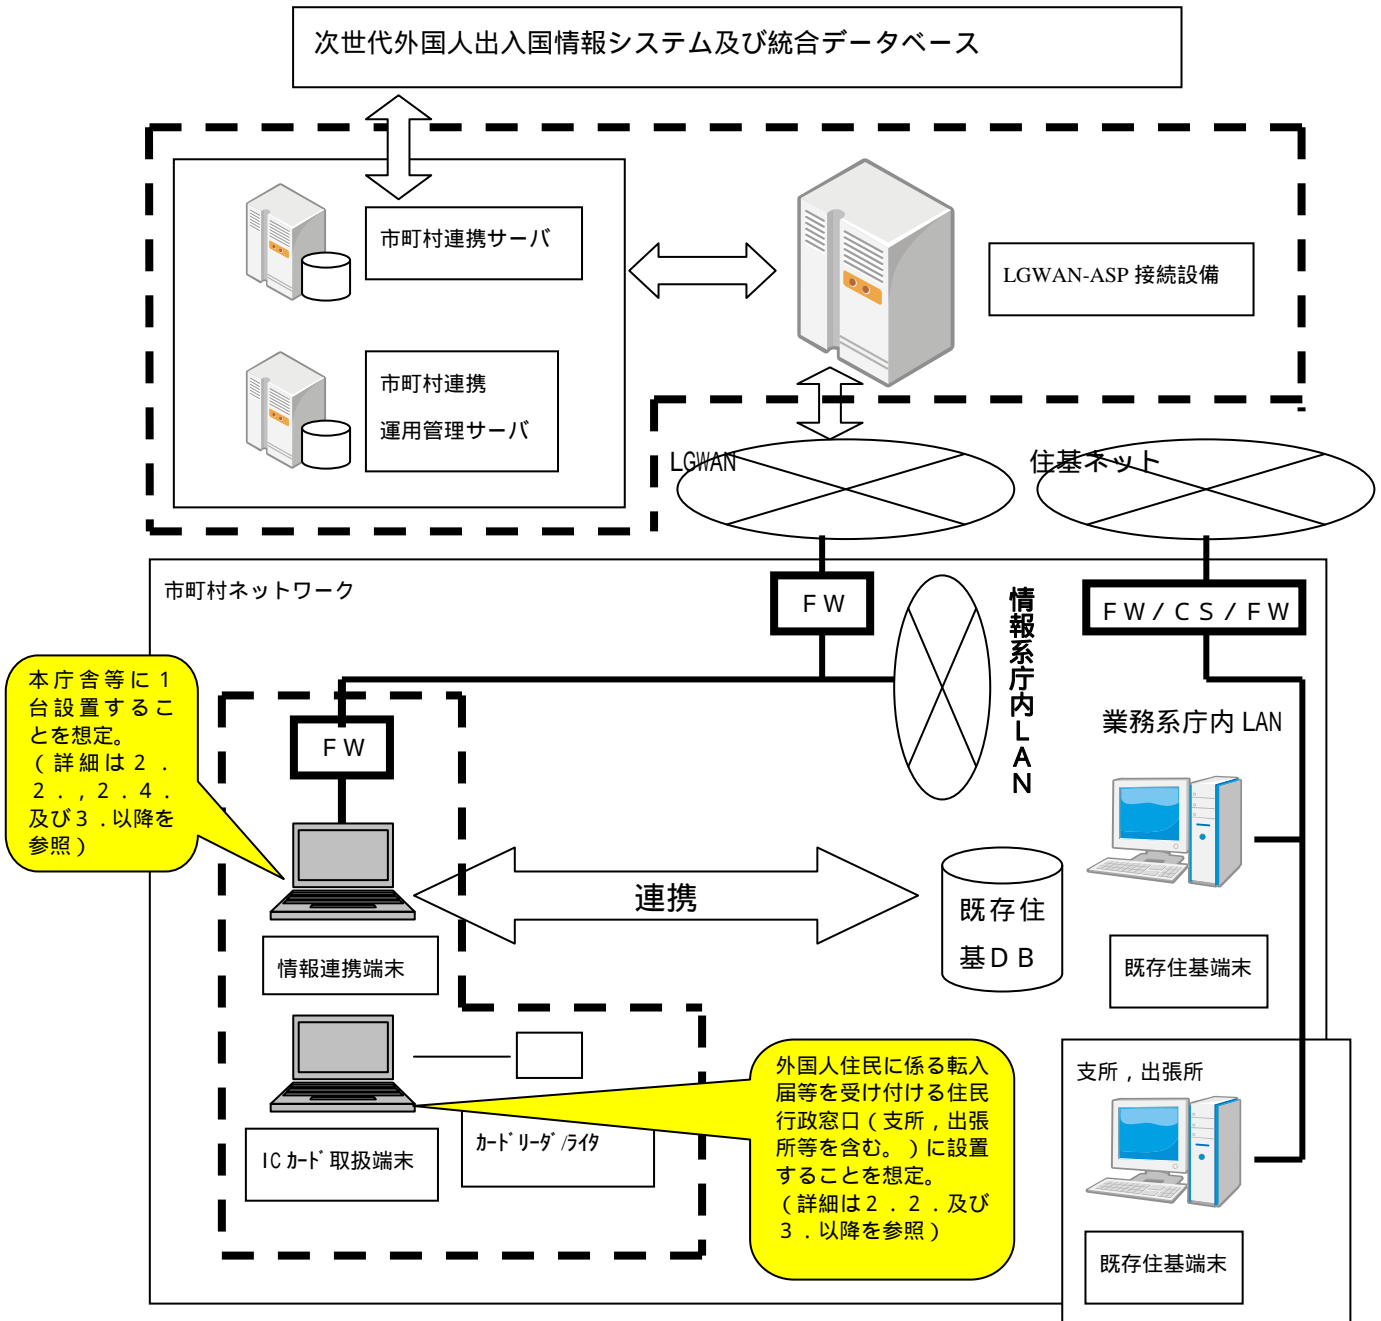 次世代外国人出入国情報システム及び統合データベース
市町村連携サーバ
LGWAN-ASP 接続設備
市町村連携
運用管理サーバ
LGWAN
住基ネット
市町村ネットワーク
ＦＷ
ＦＷ/ＣＳ/ＦＷ
情報系庁内ＬＡＮ
本庁舎等に１
台設置するこ
とを想定。
（詳細は２．
２．，２．４．
及び３．以降を
参照）
ＦＷ
業務系庁内 LAN
連携
既存住
基ＤＢ
情報連携端末
既存住基端末
外国人住民に係る転入
届等を受け付ける住民
行政窓口（支所，出張
所等を含む。）に設置
することを想定。
（詳細は２．２．及び
３．以降を参照）
支所，出張所
ICｶｰﾄﾞ取扱端末
ｶｰﾄﾞﾘｰﾀﾞ/ﾗｲﾀ
既存住基端末